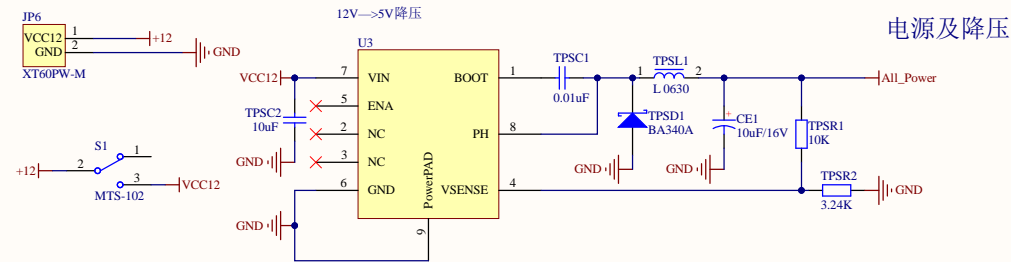 JP6
12V—>5V降压
电源及降压
VCC12
1
+12
GND
2
GND
XT60PW-M
U3
VCC12
7
VIN
BOOT
1
TPSC1
0.01uF
1
TPSL1
2
L 0630
All_Power
5
ENA
TPSC2
10uF
2
NC
PH
8
TPSD1
BA340A
CE1
10uF/16V
TPSR1
10K
+
GND
3
NC
GND
GND
S1
1
+12
2
3
VCC12
MTS-102
6
GND
PowerPAD
VSENSE
4
TPSR2
GND
3.24K
GND
9